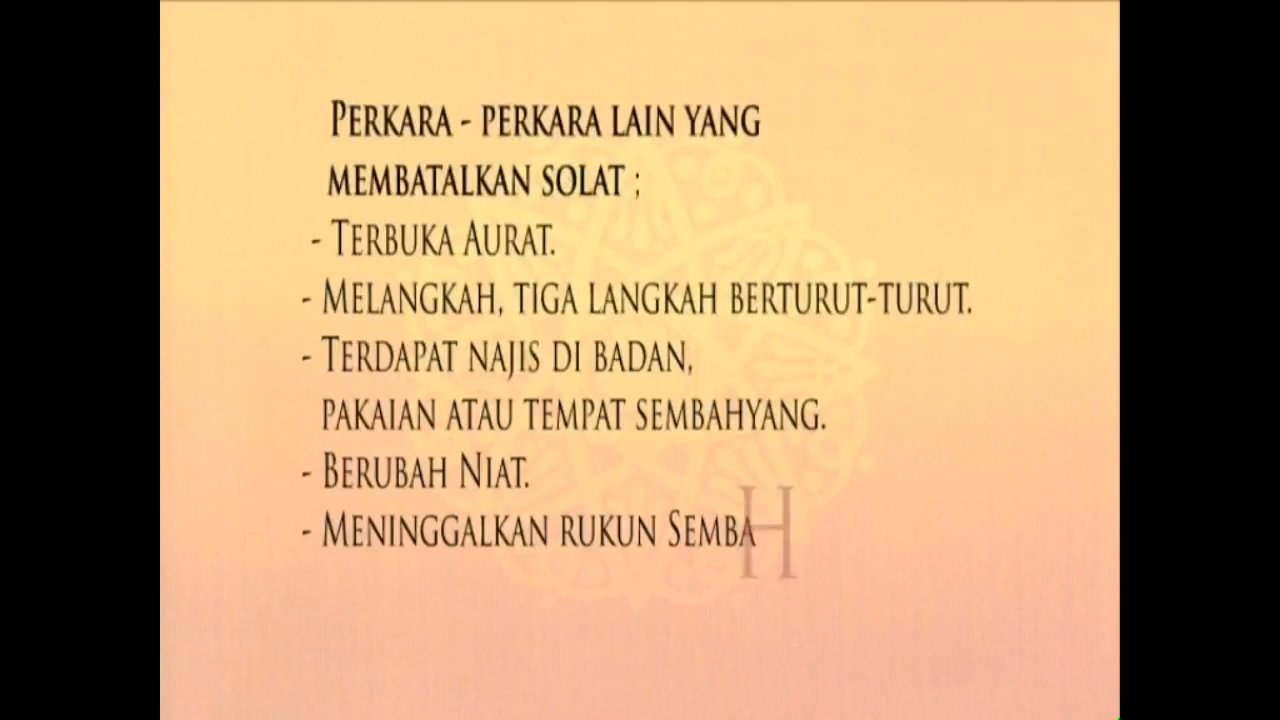 PERKARA - PERKARA LAIN YANG
MEMBATALKAN SOLAT ;
- TERBUKA AURAT.
- MELANGKAH, TIGA LANGKAH BERTURUT-TURUT.
- TERDAPAT NAJIS DI BADAN,
PAKAIAN ATAU TEMPAT SEMBAHYANG.
- BERUBAH NIAT.
- MENINGGALKAN RUKUN SEMBAH